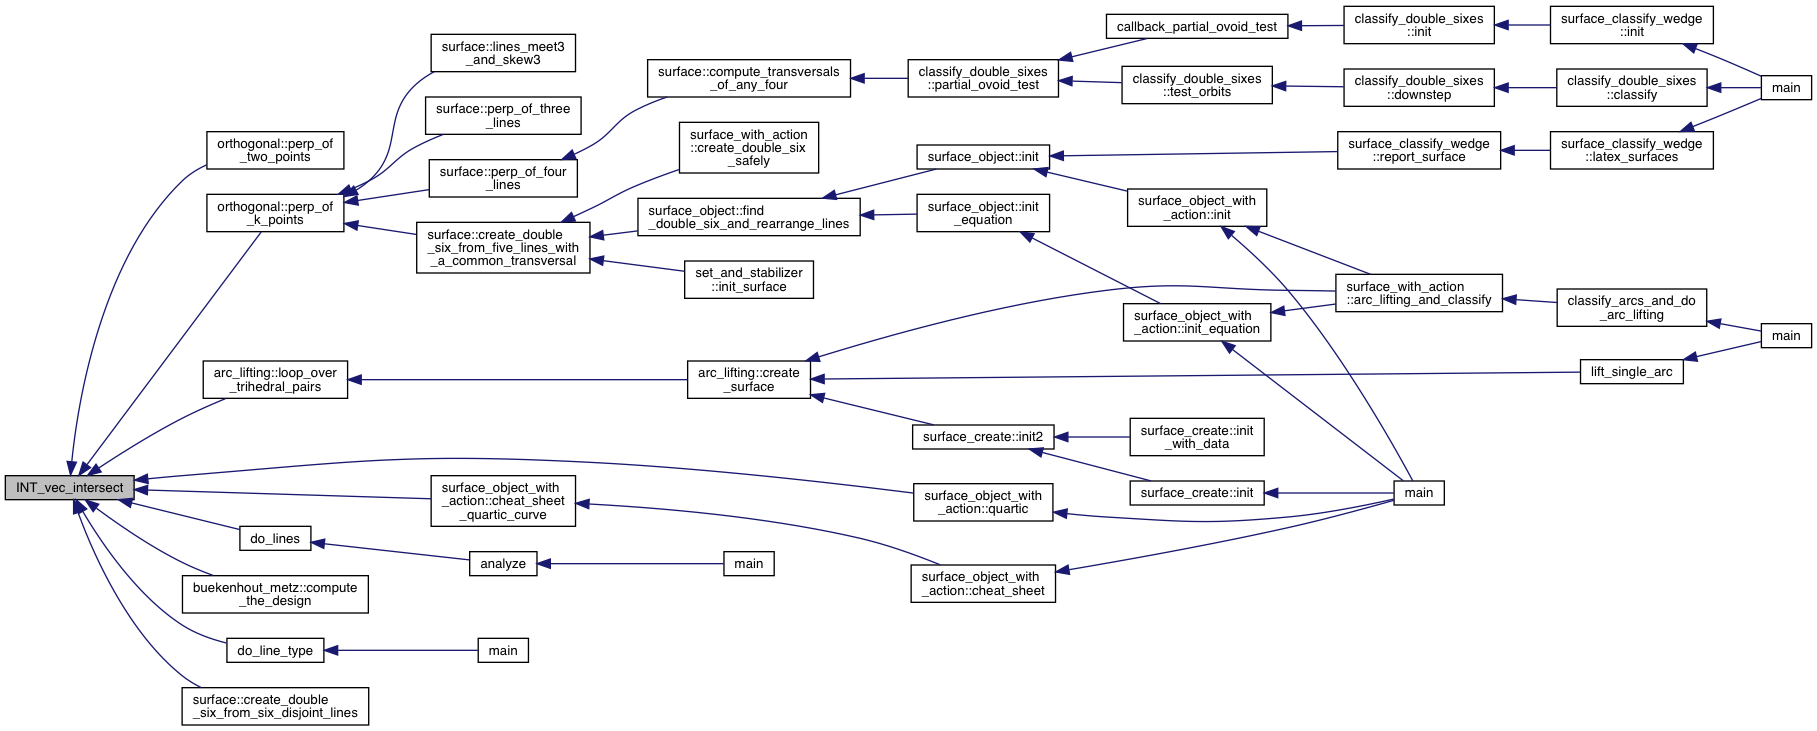 INT_vec_intersect
orthogonal::perp_of
_two_points
orthogonal::perp_of
_k_points
surface::lines_meet3
_and_skew3
surface::perp_of_three
_lines
surface::perp_of_four
_lines
surface::compute_transversals
_of_any_four
classify_double_sixes
::partial_ovoid_test
callback_partial_ovoid_test
classify_double_sixes
::init
surface_classify_wedge
::init
main
classify_double_sixes
::test_orbits
classify_double_sixes
::downstep
classify_double_sixes
::classify
surface::create_double
_six_from_five_lines_with
_a_common_transversal
surface_with_action
::create_double_six
_safely
surface_object::find
_double_six_and_rearrange_lines
set_and_stabilizer
::init_surface
surface_object::init
surface_classify_wedge
::report_surface
surface_classify_wedge
::latex_surfaces
surface_object::init
_equation
surface_object_with
_action::init
surface_object_with
_action::init_equation
surface_with_action
::arc_lifting_and_classify
classify_arcs_and_do
_arc_lifting
main
lift_single_arc
arc_lifting::loop_over
_trihedral_pairs
arc_lifting::create
_surface
surface_create::init2
surface_create::init
_with_data
surface_create::init
main
surface_object_with
_action::cheat_sheet
_quartic_curve
surface_object_with
_action::quartic
surface_object_with
_action::cheat_sheet
do_lines
analyze
main
buekenhout_metz::compute
_the_design
do_line_type
main
surface::create_double
_six_from_six_disjoint_lines